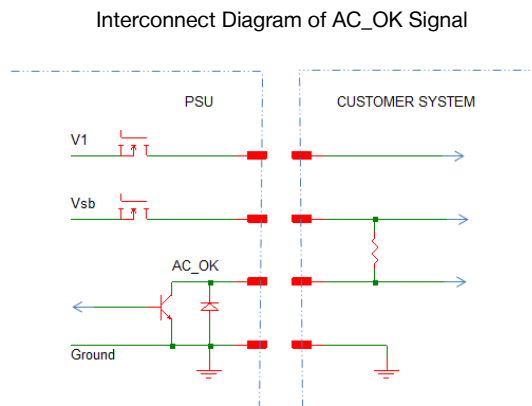 Interconnect Diagram of AC_OK Signal
PSU
CUSTOMER SYSTEM
V1
Vsb
AC_OK
Ground